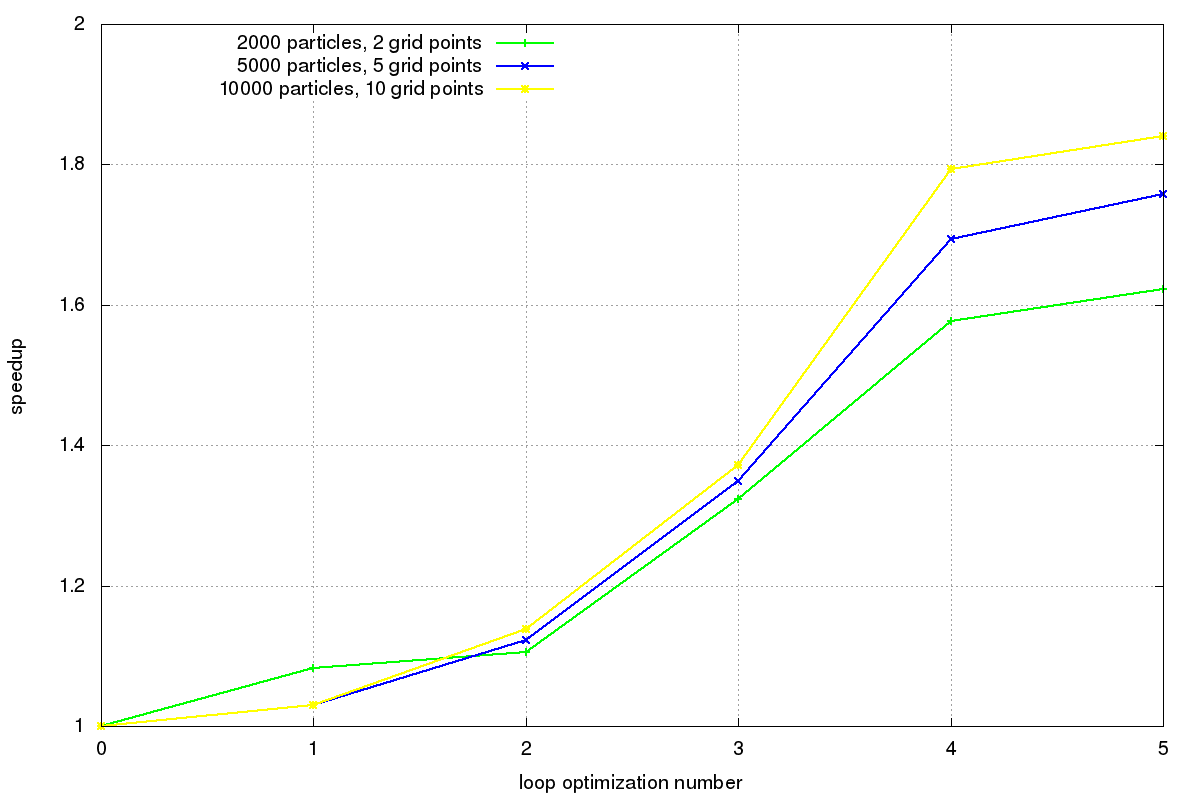 2
1.8
1.6
1.4
1.2
1
speedup
2000 particles, 2 grid points
5000 particles, 5 grid points
10000 particles, 10 grid points
0 1 2 3 4 5
loop optimization number